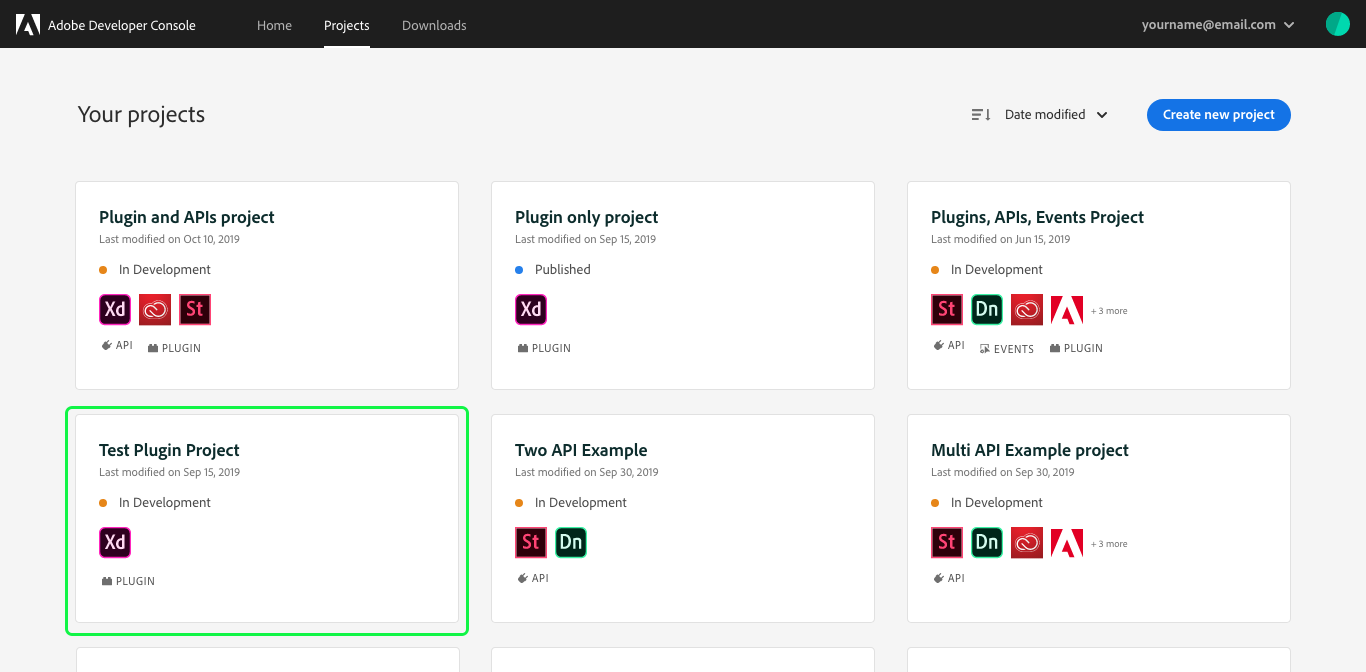 Adobe Developer Console
Home
Projects
Downloads
yourname@email.com
Your projects
Date modified
Create new project
Plugin and APIs project
Last modified on Oct 10, 2019
In Development
Xd
St
API
PLUGIN
Plugin only project
Last modified on Sep 15, 2019
Published
Xd
PLUGIN
Plugins, APIs, Events Project
Last modified on Jun 15, 2019
In Development
St
Dn
+ 3 more
API
EVENTS
PLUGIN
Test Plugin Project
Last modified on Sep 15, 2019
In Development
Xd
PLUGIN
Two API Example
Last modified on Sep 30, 2019
In Development
St
Dn
API
Multi API Example project
Last modified on Sep 30, 2019
In Development
St
Dn
+ 3 more
API